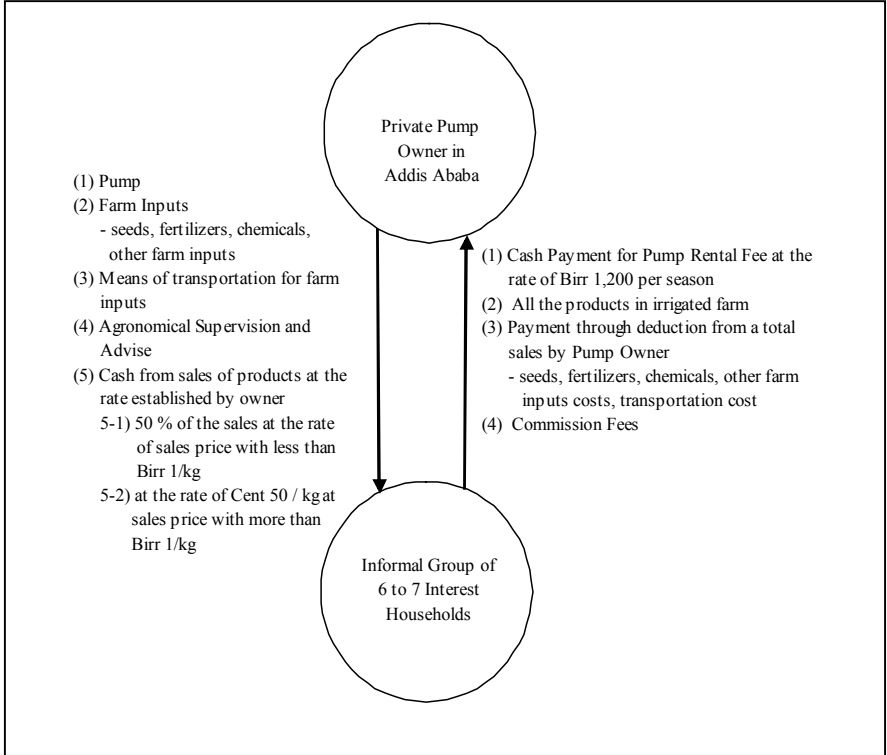 Private Pump
Owner in
Addis Ababa
(1) Pump
(2) Farm Inputs
- seeds, fertilizers, chemicals,
other farm inputs
(3) Means of transportation for farm
inputs
(4) Agronomical Supervision and
Advise
(5) Cash from sales of products at the
rate established by owner
5-1) 50 % of the sales at the rate
of sales price with less than
Birr 1/kg
5-2) at the rate of Cent 50 / kg at
sales price with more than
Birr 1/kg
(1) Cash Payment for Pump Rental Fee at the
rate of Birr 1,200 per season
(2) All the products in irrigated farm
(3) Payment through deduction from a total
sales by Pump Owner
- seeds, fertilizers, chemicals, other farm
inputs costs, transportation cost
(4) Commission Fees
Informal Group of
6 to 7 Interest
Households